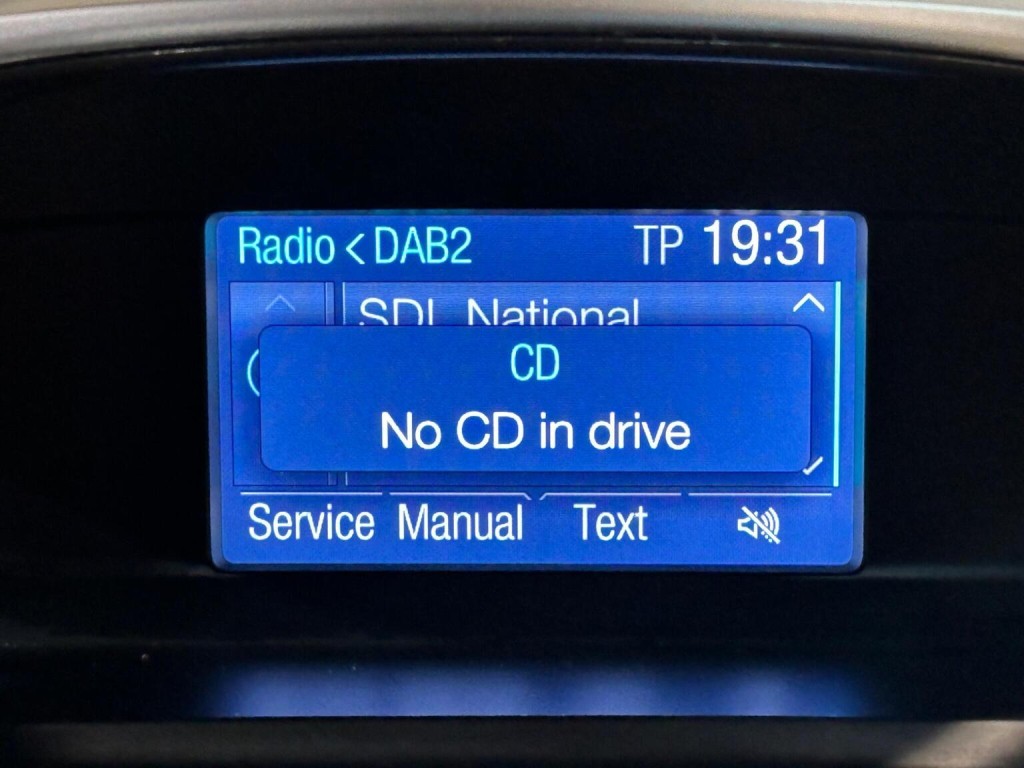 Radio < DAB2 TP 19:31
SDL National
CD
No CD in drive
Service Manual Text